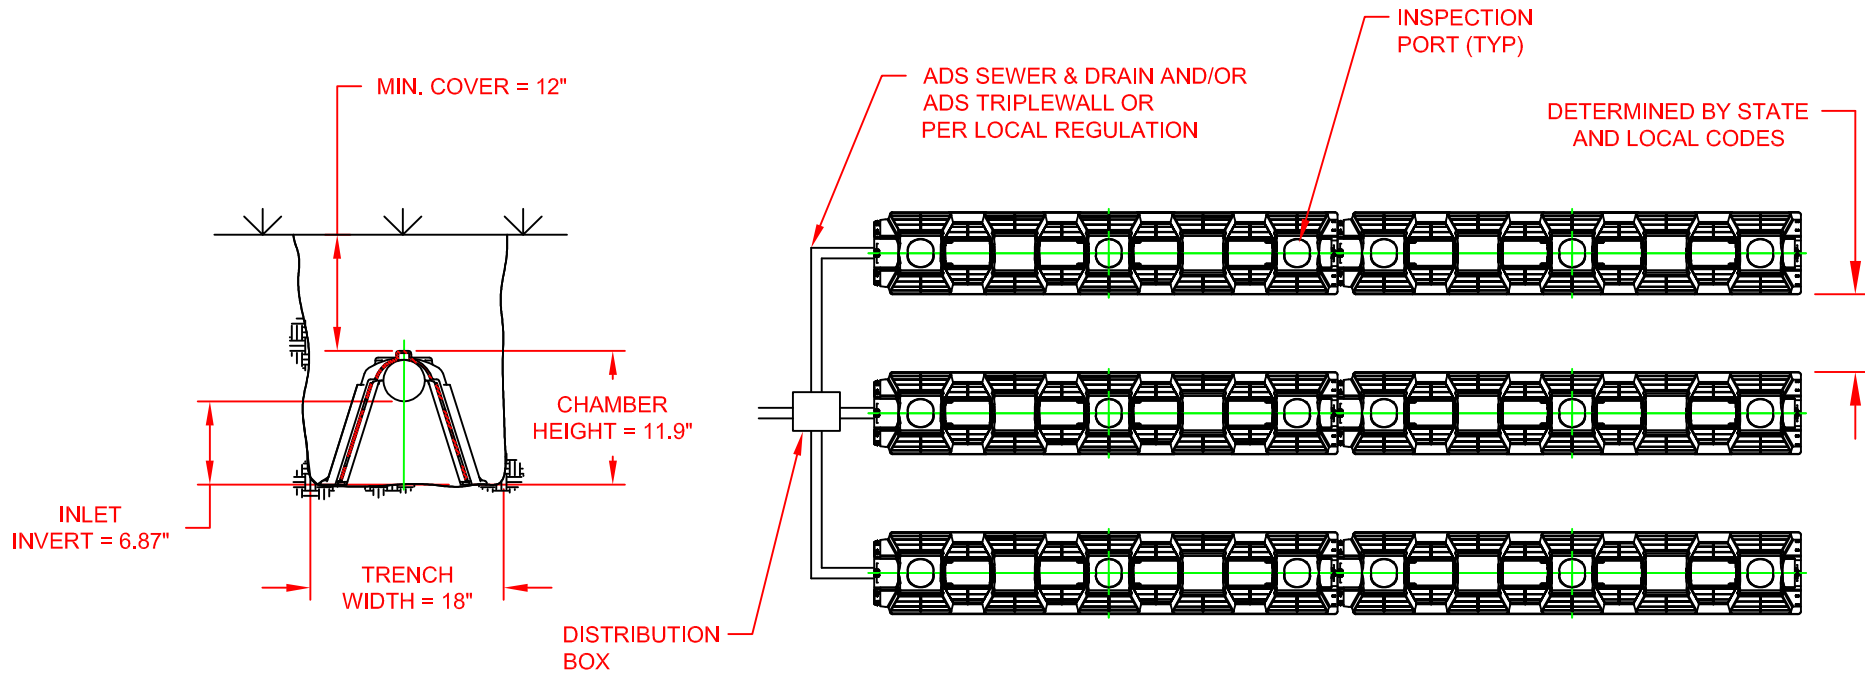 MIN. COVER = 12"
CHAMBER
HEIGHT = 11.9"
INLET
INVERT = 6.87"
TRENCH
WIDTH = 18"
ADS SEWER & DRAIN AND/OR
ADS TRIPLEWALL OR
PER LOCAL REGULATION
INSPECTION
PORT (TYP)
DETERMINED BY STATE
AND LOCAL CODES
DISTRIBUTION
BOX